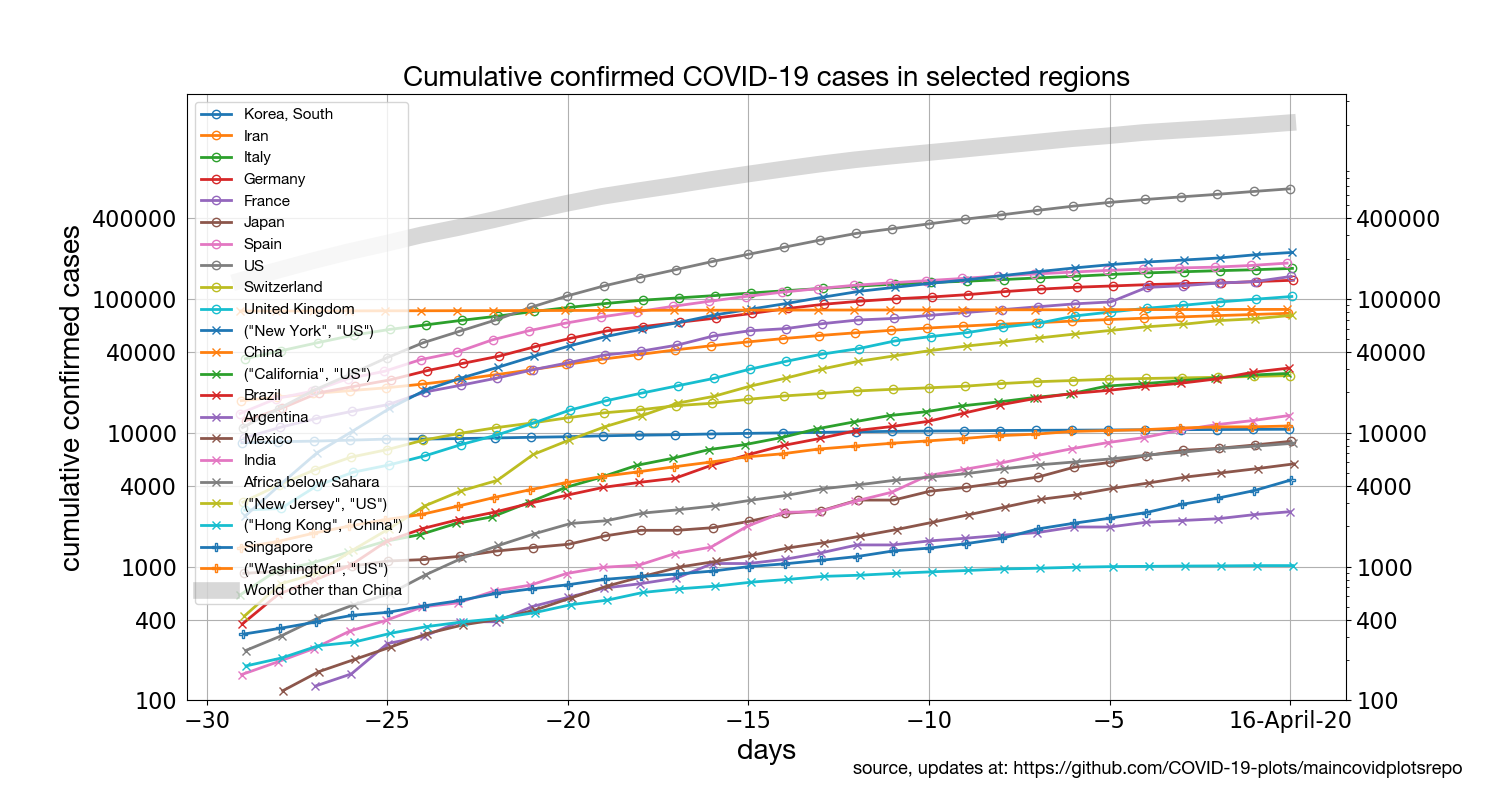 Cumulative confirmed COVID-19 cases in selected regions
Korea, South
Iran
Italy
Germany
France
Japan
Spain
US
Switzerland
United Kingdom
("New York", "US")
China
("California", "US")
Brazil
Argentina
Mexico
India
Africa below Sahara
("New Jersey", "US")
("Hong Kong", "China")
Singapore
("Washington", "US")
World other than China
cumulative confirmed cases
400000
100000
40000
10000
4000
1000
400
100
400000
100000
40000
10000
4000
1000
400
100
−30 −25 −20 −15 −10 −5 16-April-20
days
source, updates at: https://github.com/COVID-19-plots/maincovidplotsrepo